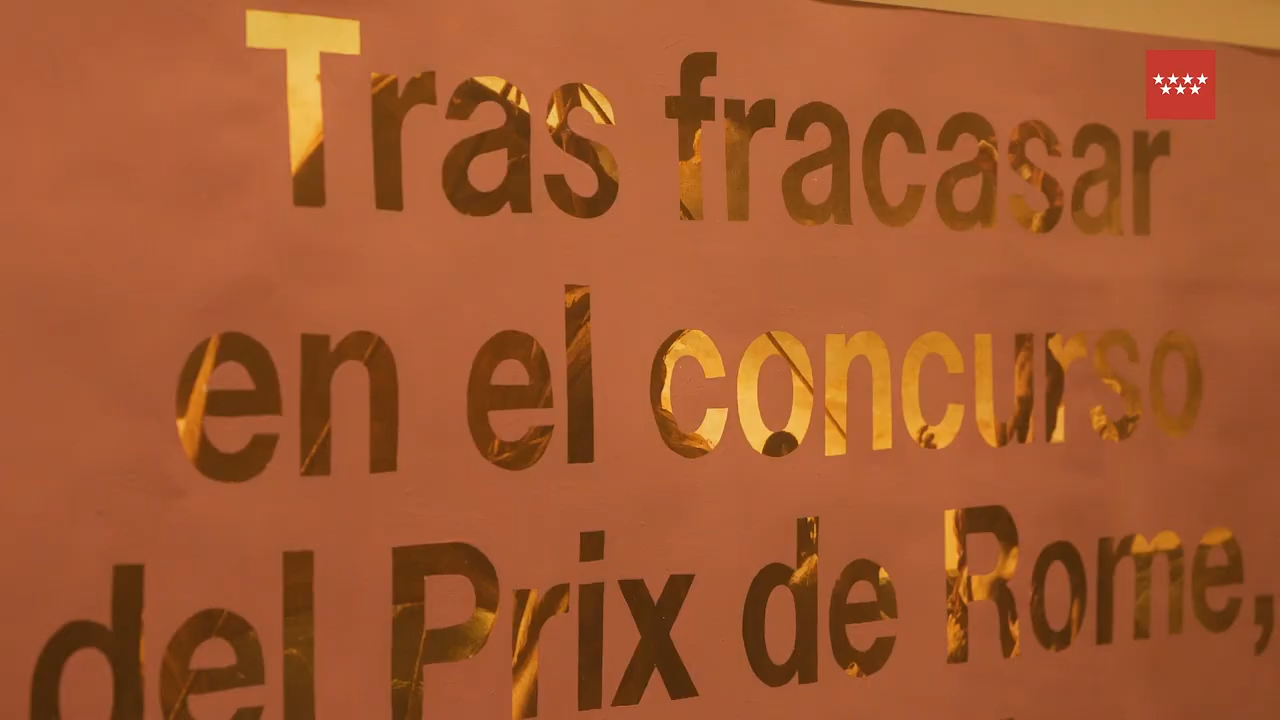 Tras fracasar
en el concurso
del Prix de Rome,